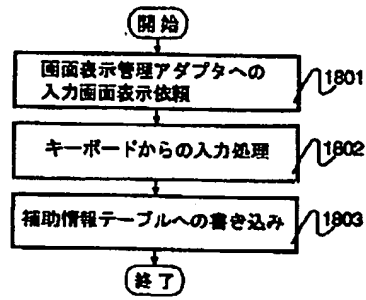 開始
画面表示管理アダプタへの
入力画面表示依頼
1801
キーボードからの入力処理
1802
補助情報テーブルへの書き込み
1803
終了